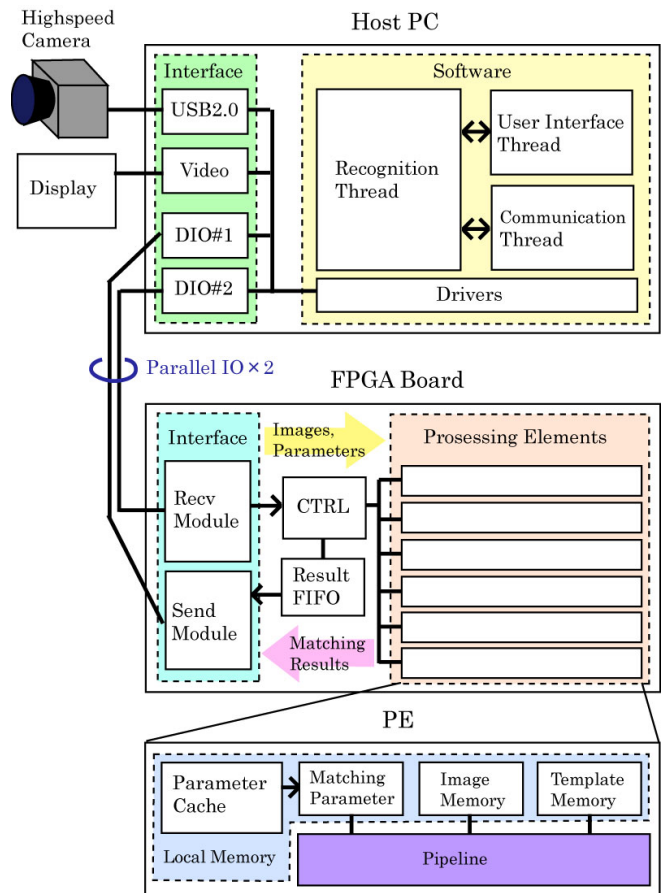 Highspeed
Camera
Host PC
Interface
Software
USB2.0
Video
DIO#1
DIO#2
Display
Recognition
Thread
User Interface
Thread
Communication
Thread
Drivers
Parallel IO×2
FPGA Board
Interface
Images,
Parameters
Prosessing Elements
Recv
Module
CTRL
Result
FIFO
Send
Module
Matching
Results
PE
Parameter
Cache
Matching
Parameter
Image
Memory
Template
Memory
Local Memory
Pipeline